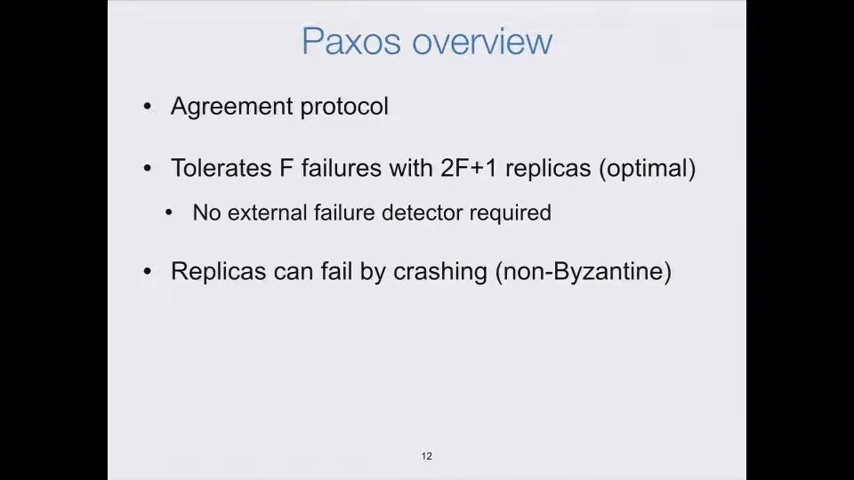 Paxos overview
• Agreement protocol
• Tolerates F failures with 2F+1 replicas (optimal)
• No external failure detector required
• Replicas can fail by crashing (non-Byzantine)
12